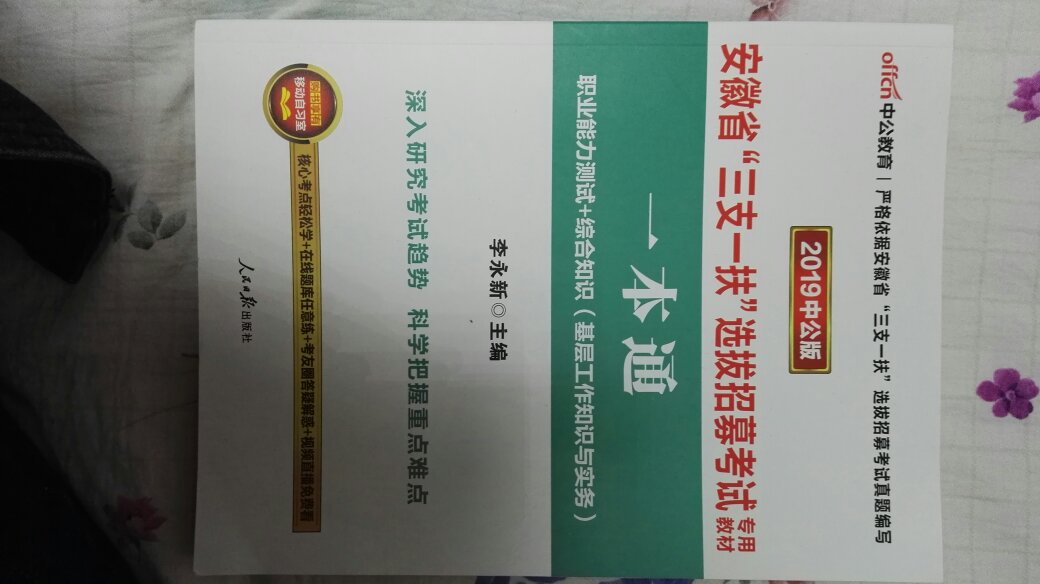 offcn 中公教育 | 严格依据安徽省“三支一扶”选拔招募考试真题编写
2019中公版
安徽省“三支一扶”选拔招募考试 专用教材
一本通
职业能力测试+综合知识（基层工作知识与实务）
李永新◎主编
深入研究考试趋势 科学把握重点难点
移动自习室
核心考点轻松学+在线题库任意练+考友圈答疑解惑+视频直播免费看
人民日报出版社